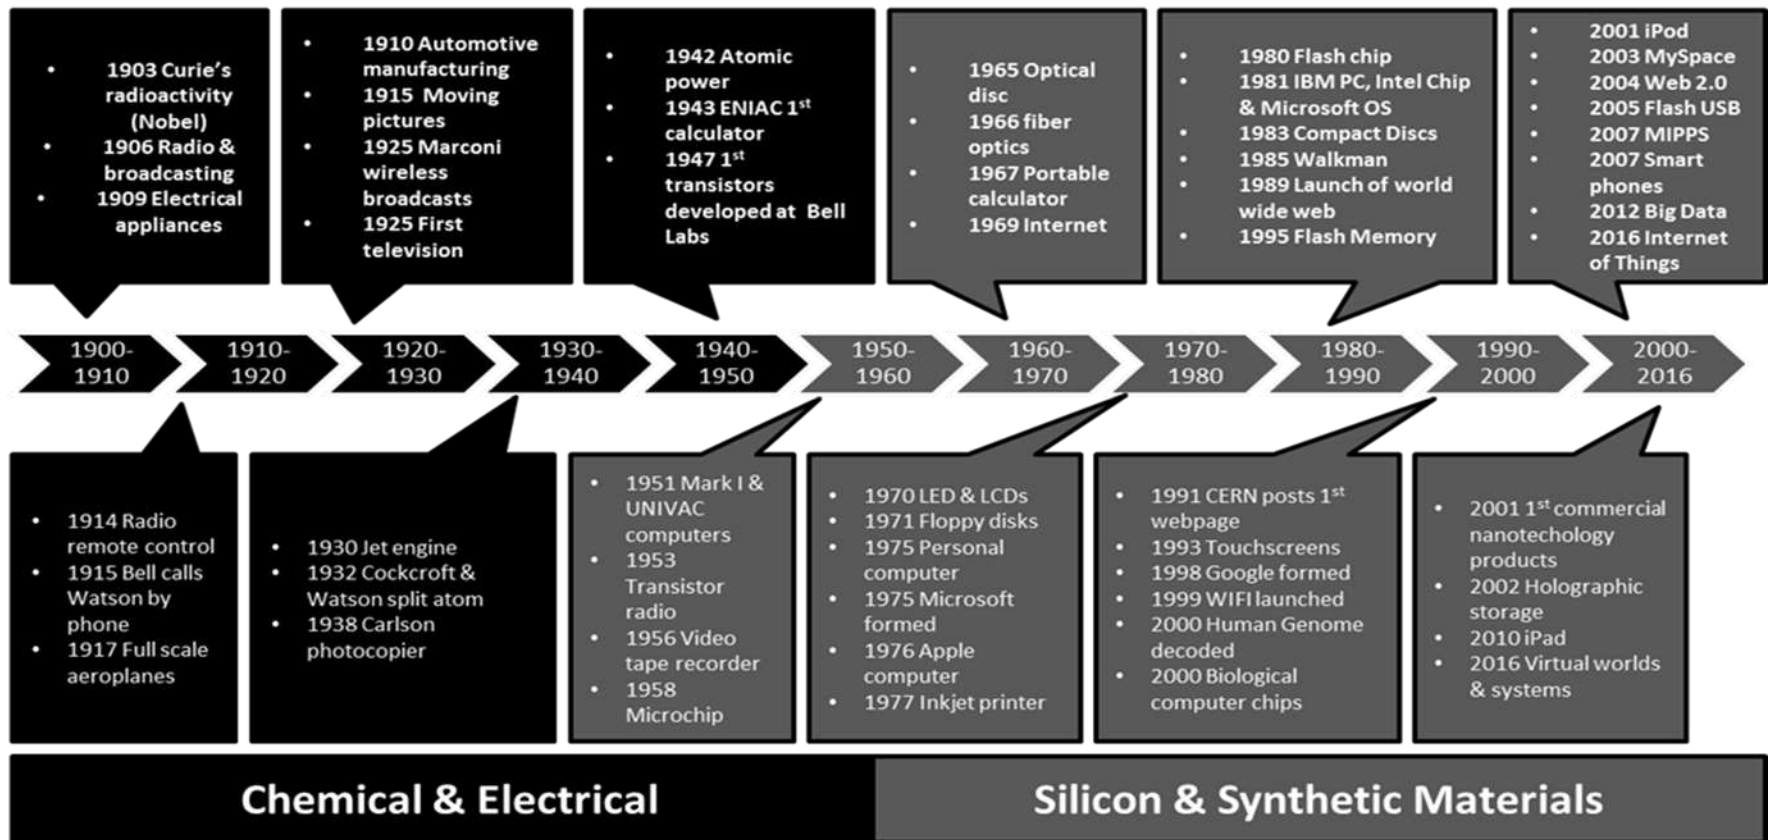 • 1903 Curie's
radioactivity
(Nobel)
• 1906 Radio &
broadcasting
• 1909 Electrical
appliances
• 1910 Automotive
manufacturing
• 1915 Moving
pictures
• 1925 Marconi
wireless
broadcasts
• 1925 First
television
• 1942 Atomic
power
• 1943 ENIAC 1st
calculator
• 1947 1st
transistors
developed at Bell
Labs
• 1965 Optical
disc
• 1966 fiber
optics
• 1967 Portable
calculator
• 1969 Internet
• 1980 Flash chip
• 1981 IBM PC, Intel Chip
& Microsoft OS
• 1983 Compact Discs
• 1985 Walkman
• 1989 Launch of world
wide web
• 1995 Flash Memory
• 2001 iPod
• 2003 MySpace
• 2004 Web 2.0
• 2005 Flash USB
• 2007 MIPPS
• 2007 Smart
phones
• 2012 Big Data
• 2016 Internet
of Things
1900-
1910
1910-
1920
1920-
1930
1930-
1940
1940-
1950
1950-
1960
1960-
1970
1970-
1980
1980-
1990
1990-
2000
2000-
2016
• 1914 Radio
remote control
• 1915 Bell calls
Watson by
phone
• 1917 Full scale
aeroplanes
• 1930 Jet engine
• 1932 Cockcroft &
Watson split atom
• 1938 Carlson
photocopier
• 1951 Mark I &
UNIVAC
computers
• 1953
Transistor
radio
• 1956 Video
tape recorder
• 1958
Microchip
• 1970 LED & LCDs
• 1971 Floppy disks
• 1975 Personal
computer
• 1975 Microsoft
formed
• 1976 Apple
computer
• 1977 Inkjet printer
• 1991 CERN posts 1st
webpage
• 1993 Touchscreens
• 1998 Google formed
• 1999 WIFI launched
• 2000 Human Genome
decoded
• 2000 Biological
computer chips
• 2001 1st commercial
nanotechology
products
• 2002 Holographic
storage
• 2010 iPad
• 2016 Virtual worlds
& systems
Chemical & Electrical
Silicon & Synthetic Materials